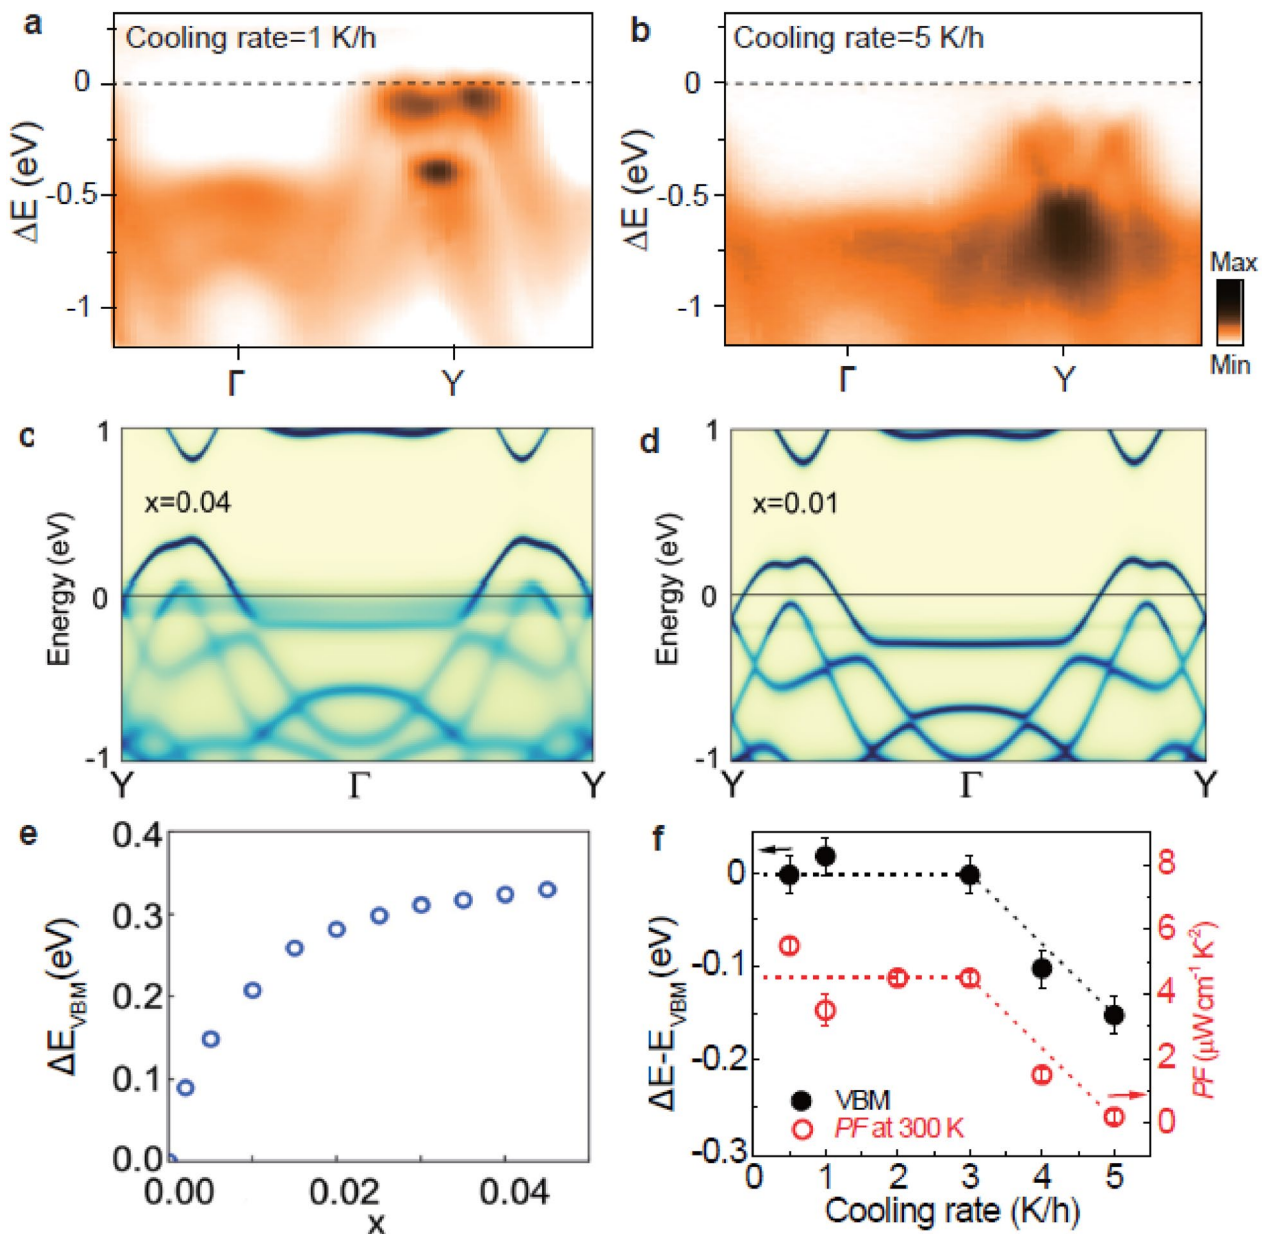 a
Cooling rate=1 K/h
0
-0.5
-1
ΔE (eV)
Γ
Y
b
Cooling rate=5 K/h
0
-0.5
-1
ΔE (eV)
Γ
Y
Max
Min
c
1
x=0.04
0
-1
Energy (eV)
Y
Γ
Y
d
1
x=0.01
0
-1
Energy (eV)
Y
Γ
Y
e
0.4
0.3
0.2
0.1
0.0
ΔE_VBM(eV)
0.00
0.02
0.04
x
f
0
-0.1
-0.2
-0.3
ΔE-E_VBM(eV)
8
6
4
2
0
PF (μWcm⁻¹ K⁻²)
VBM
PF at 300 K
0
1
2
3
4
5
Cooling rate (K/h)